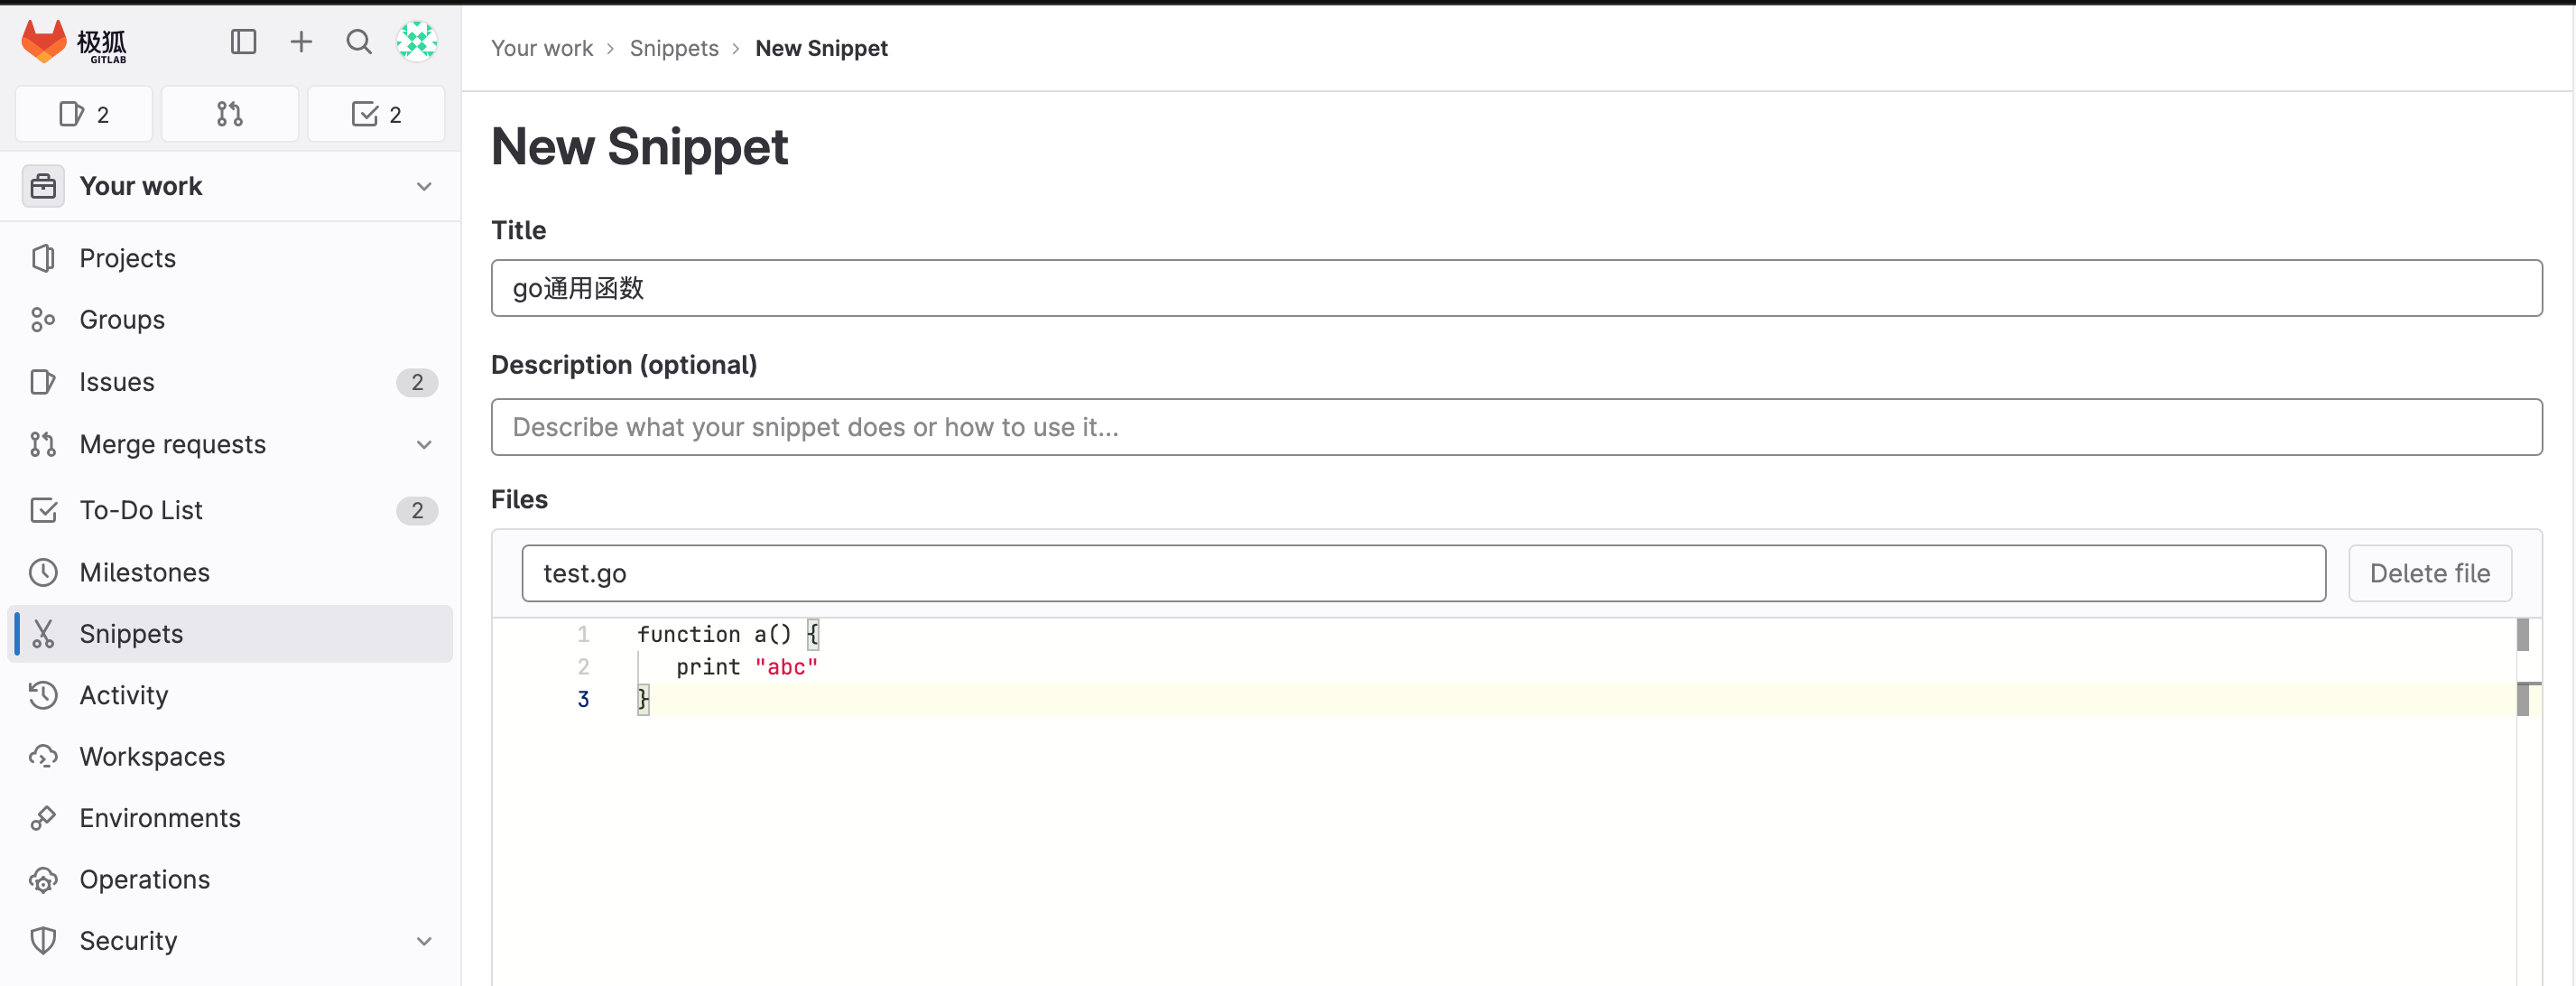 极狐
GITLAB
2
2
Your work
Projects
Groups
Issues 2
Merge requests
To-Do List 2
Milestones
Snippets
Activity
Workspaces
Environments
Operations
Security
Your work › Snippets › New Snippet
New Snippet
Title
go通用函数
Description (optional)
Describe what your snippet does or how to use it...
Files
test.go
Delete file
1 function a() {
2 print "abc"
3 }